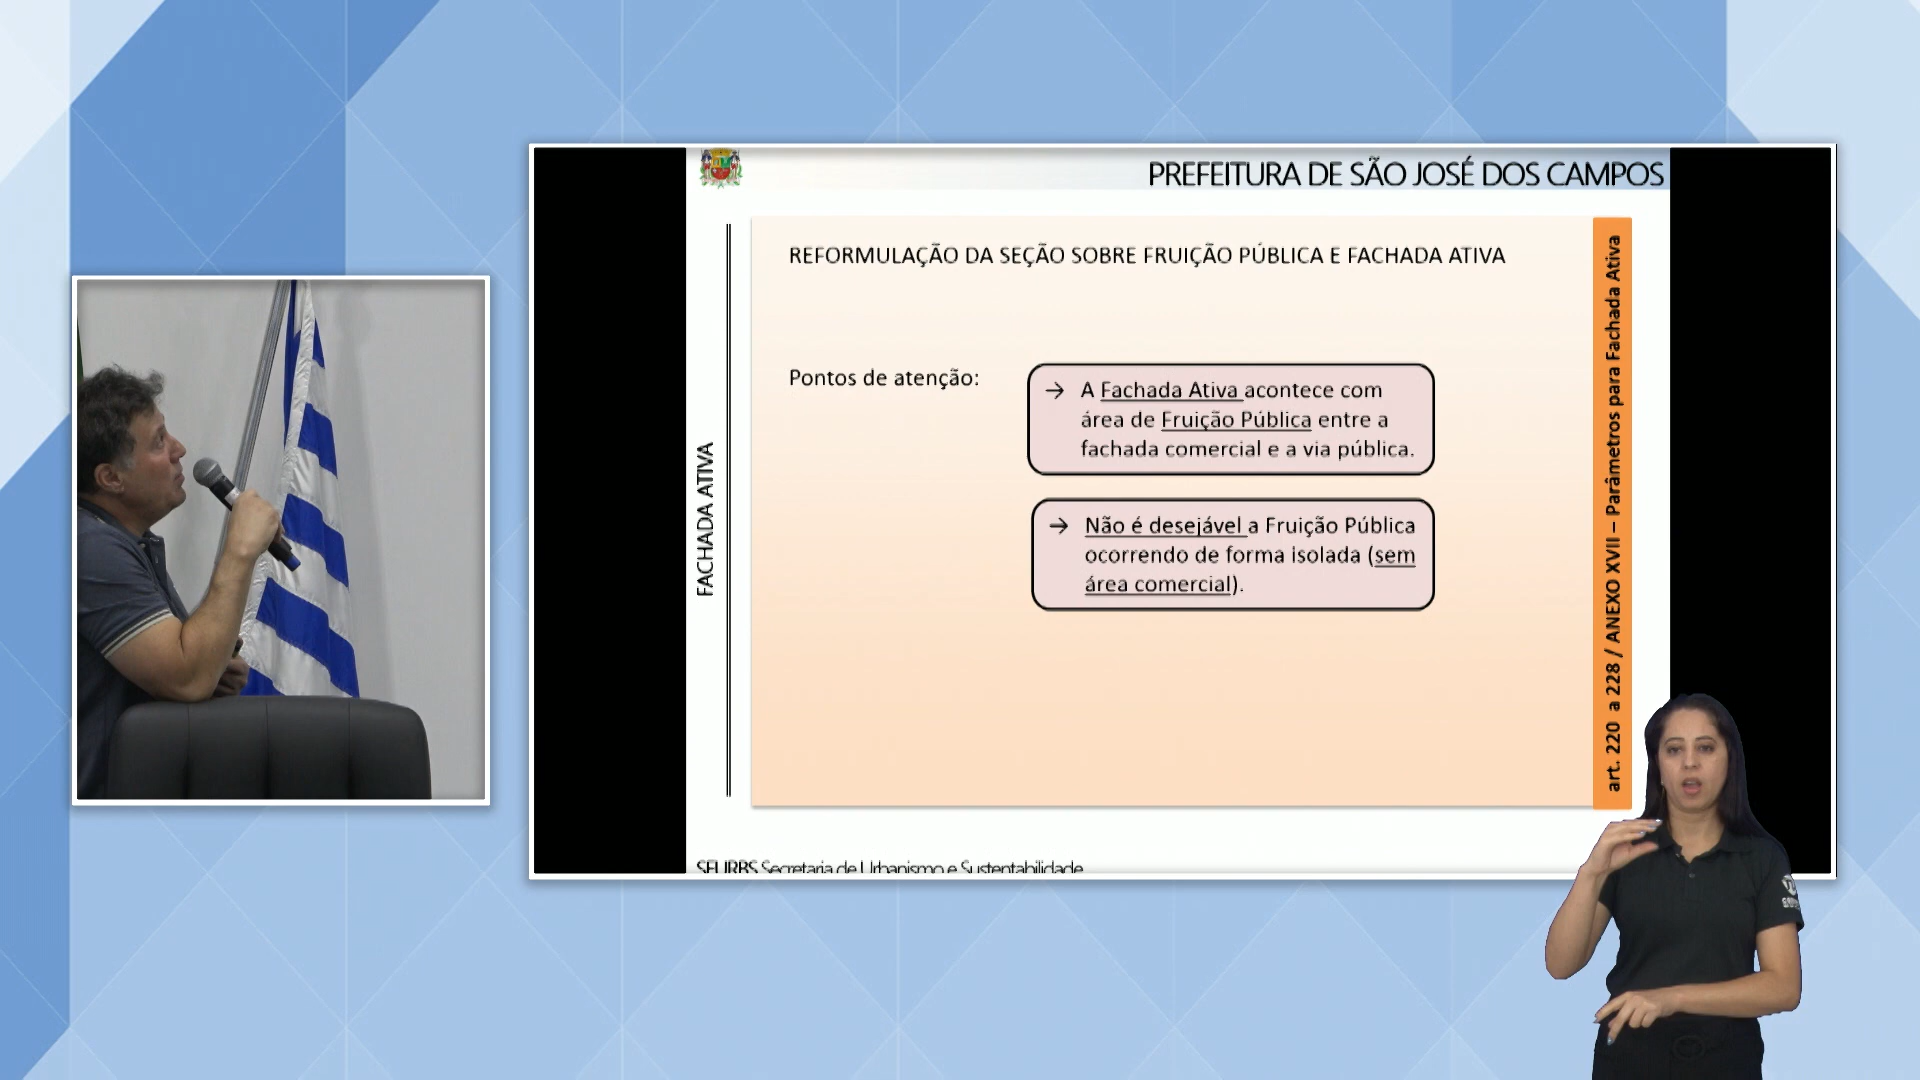 PREFEITURA DE SÃO JOSÉ DOS CAMPOS
REFORMULAÇÃO DA SEÇÃO SOBRE FRUIÇÃO PÚBLICA E FACHADA ATIVA
Pontos de atenção:
→ A Fachada Ativa acontece com
área de Fruição Pública entre a
fachada comercial e a via pública.
→ Não é desejável a Fruição Pública
ocorrendo de forma isolada (sem
área comercial).
FACHADA ATIVA
art. 220 a 228 / ANEXO XVII – Parâmetros para Fachada Ativa
SEURBS Secretaria de Urbanismo e Sustentabilidade